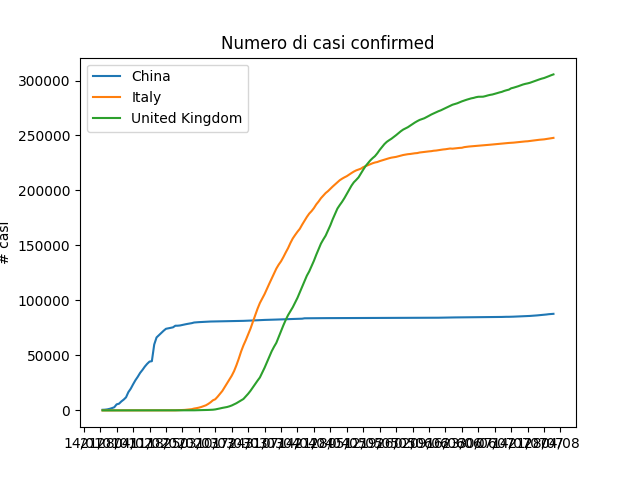 Numero di casi confirmed
China
Italy
United Kingdom
# casi
300000
250000
200000
150000
100000
50000
0